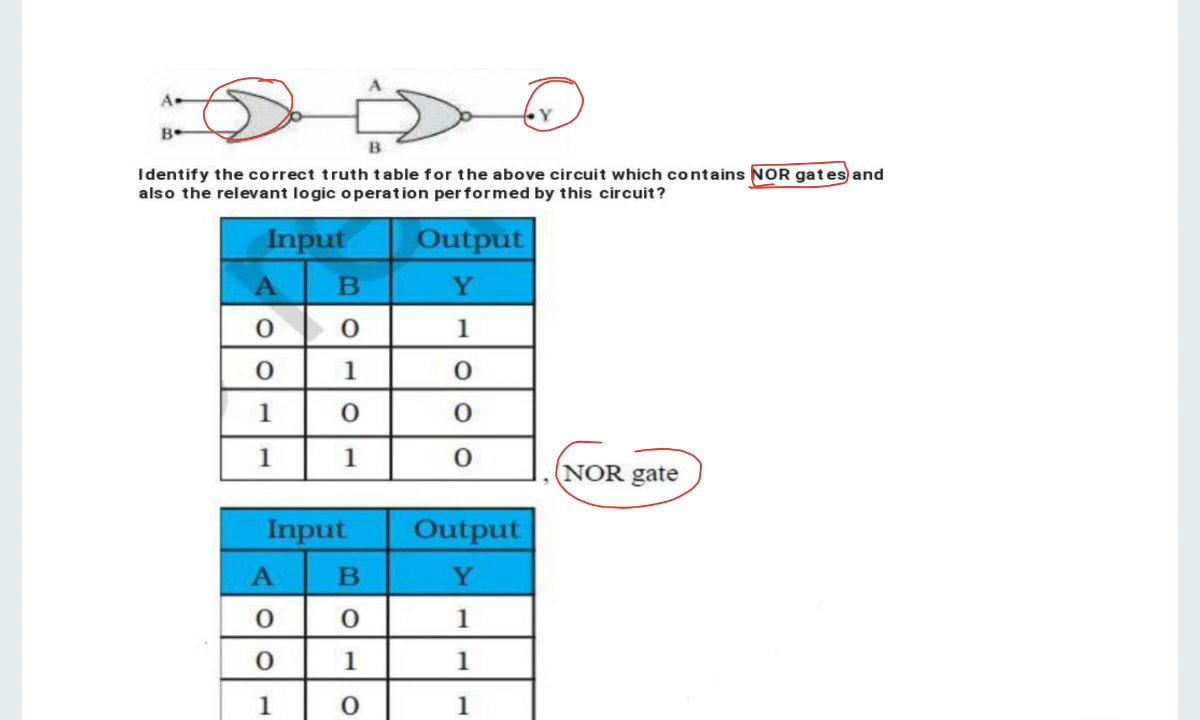 A
A
B
Y
B
Identify the correct truth table for the above circuit which contains NOR gates and
also the relevant logic operation performed by this circuit?
Input Output
A B Y
0 0 1
0 1 0
1 0 0
1 1 0
, NOR gate
Input Output
A B Y
0 0 1
0 1 1
1 0 1